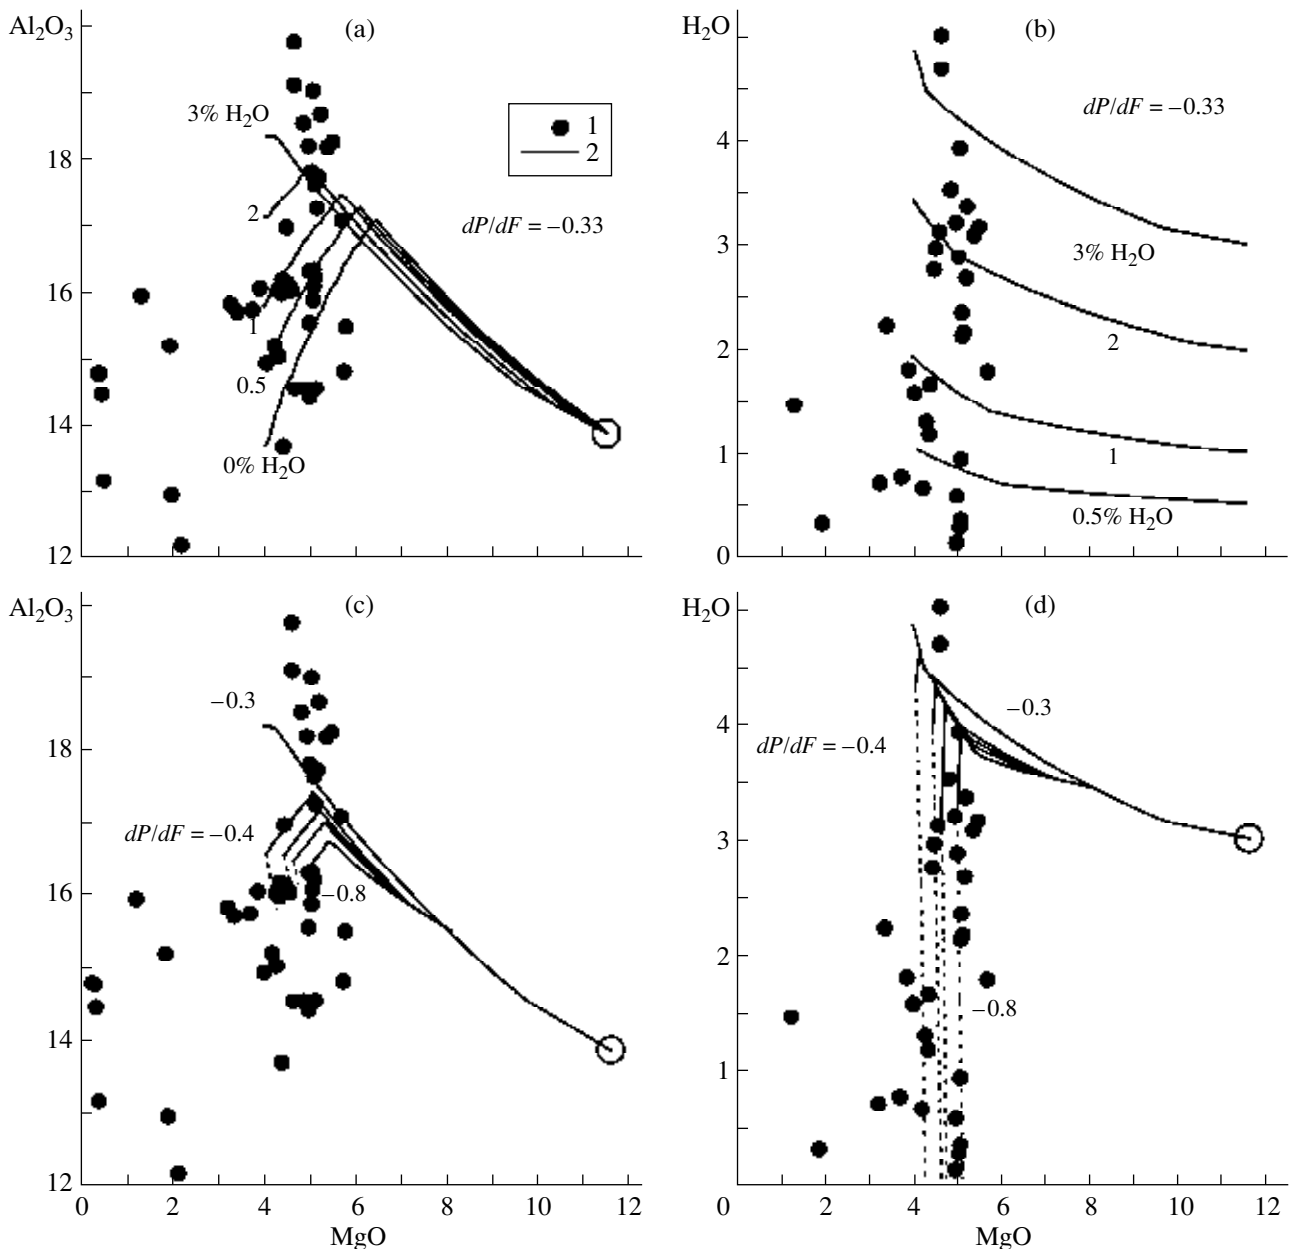 Al₂O₃
(a)
18
16
14
12
3% H₂O
2
1
0.5
0% H₂O
1
2
dP/dF = −0.33
H₂O
(b)
4
3
2
1
0
dP/dF = −0.33
3% H₂O
2
1
0.5% H₂O
Al₂O₃
(c)
18
16
14
12
−0.3
dP/dF = −0.4
−0.8
0 2 4 6 8 10 12
MgO
H₂O
(d)
4
3
2
1
−0.3
dP/dF = −0.4
−0.8
0 2 4 6 8 10 12
MgO